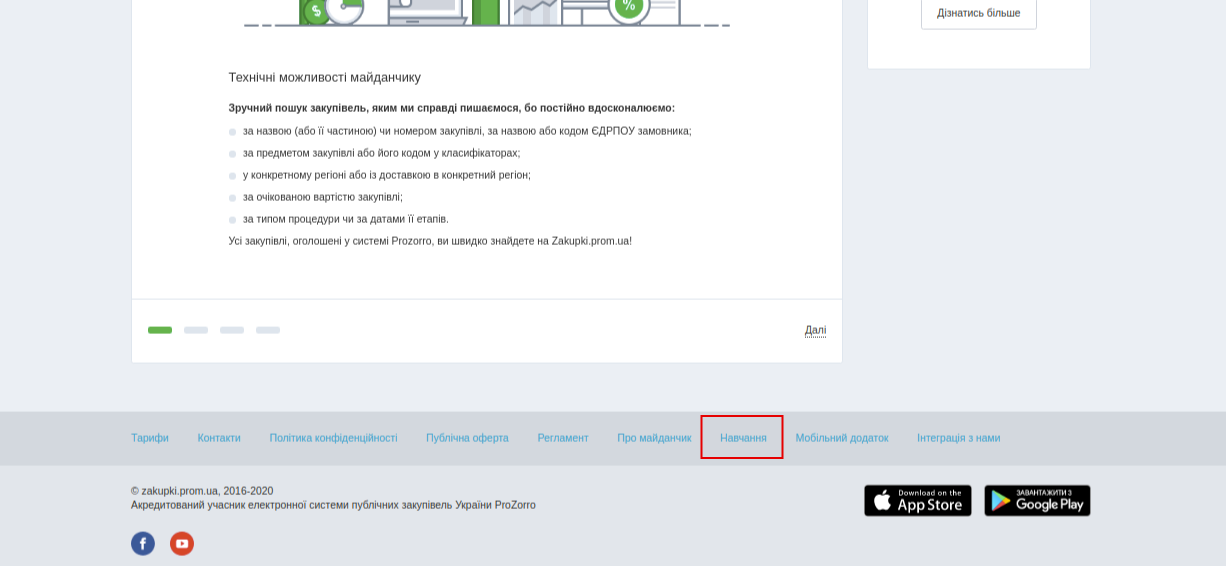 $
%
Дізнатись більше
Технічні можливості майданчику
Зручний пошук закупівель, яким ми справді пишаємося, бо постійно вдосконалюємо:
за назвою (або її частиною) чи номером закупівлі, за назвою або кодом ЄДРПОУ замовника;
за предметом закупівлі або його кодом у класифікаторах;
у конкретному регіоні або із доставкою в конкретний регіон;
за очікованою вартістю закупівлі;
за типом процедури чи за датами її етапів.
Усі закупівлі, оголошені у системі Prozorro, ви швидко знайдете на Zakupki.prom.ua!
Далі
Тарифи Контакти Політика конфіденційності Публічна оферта Регламент Про майданчик Навчання Мобільний додаток Інтеграція з нами
© zakupki.prom.ua, 2016-2020
Акредитований учасник електронної системи публічних закупівель України ProZorro
Download on the
App Store
ЗАВАНТАЖИТИ З
Google Play
f